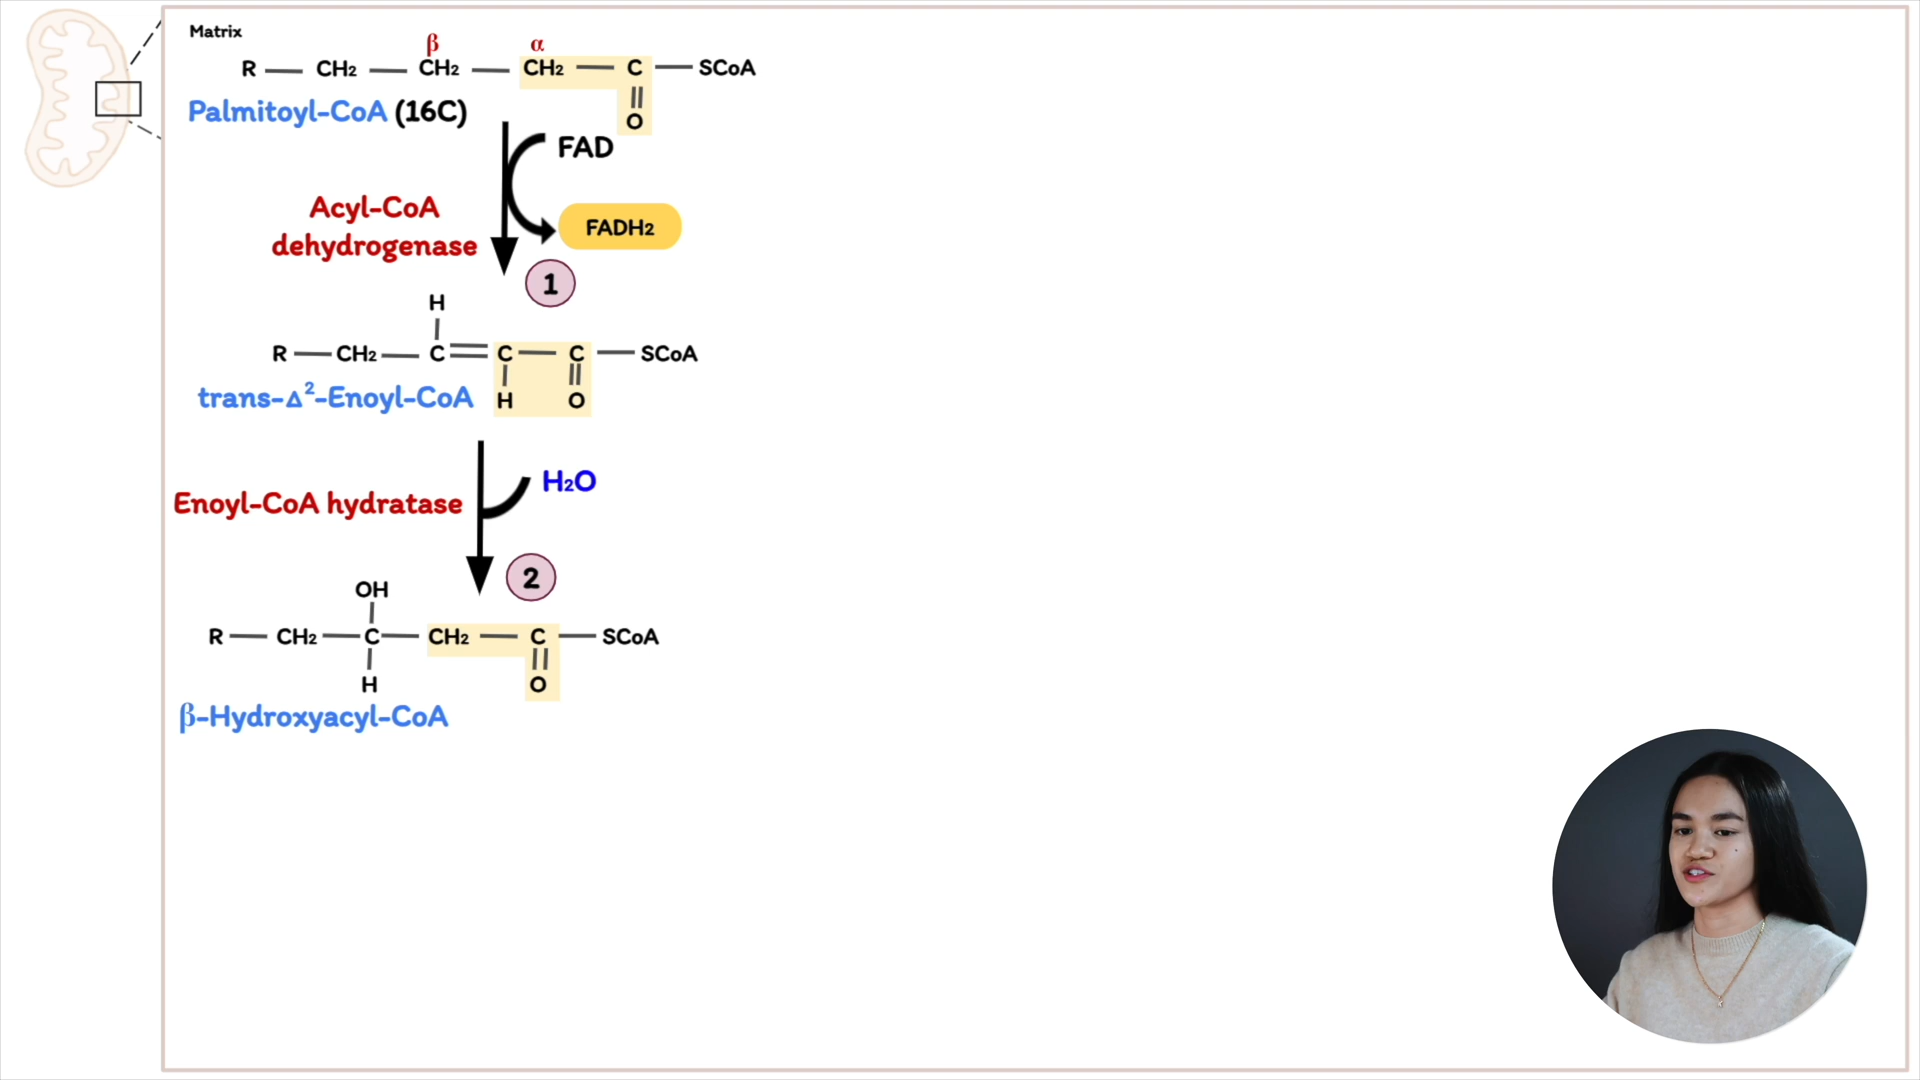 Matrix
β α
R — CH₂ — CH₂ — CH₂ — C — SCoA
O
Palmitoyl-CoA (16C)
FAD
Acyl-CoA
dehydrogenase
FADH₂
1
H
R — CH₂ — C = C — C — SCoA
H O
trans-Δ²-Enoyl-CoA
H₂O
Enoyl-CoA hydratase
2
OH
R — CH₂ — C — CH₂ — C — SCoA
H O
β-Hydroxyacyl-CoA